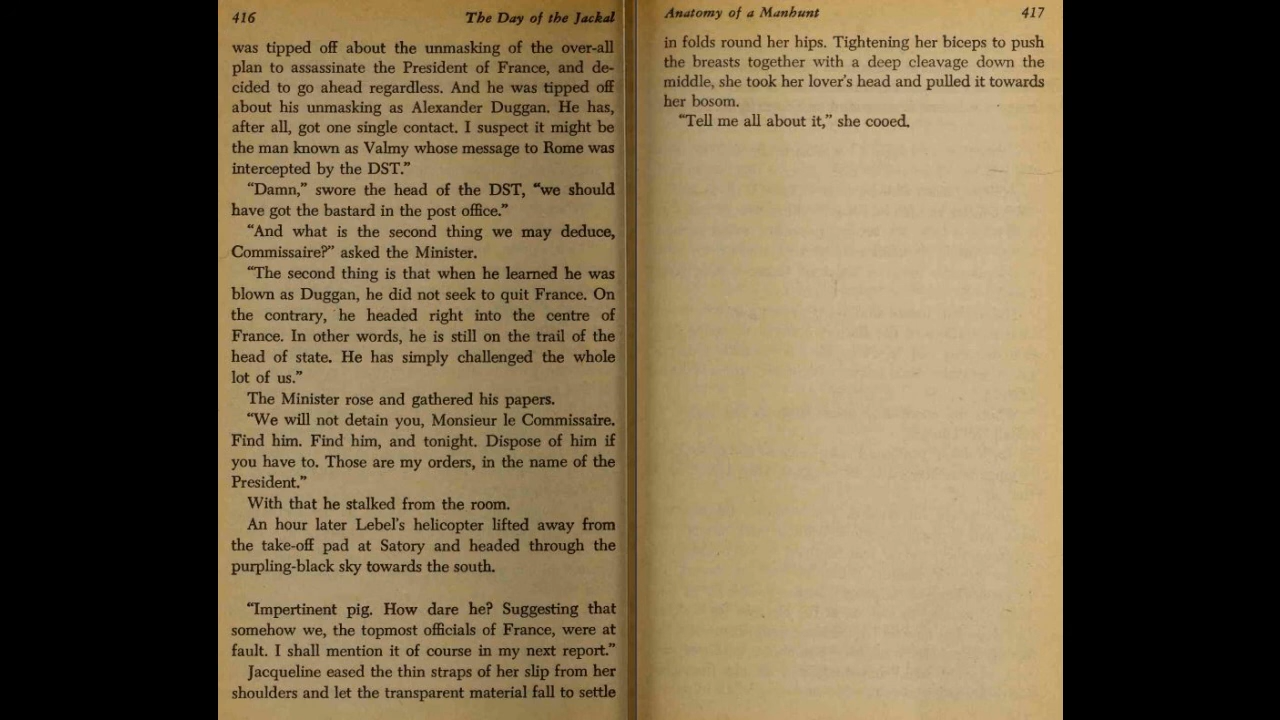 416
The Day of the Jackal
was tipped off about the unmasking of the over-all
plan to assassinate the President of France, and de-
cided to go ahead regardless. And he was tipped off
about his unmasking as Alexander Duggan. He has,
after all, got one single contact. I suspect it might be
the man known as Valmy whose message to Rome was
intercepted by the DST.”
“Damn,” swore the head of the DST, “we should
have got the bastard in the post office.”
“And what is the second thing we may deduce,
Commissaire?” asked the Minister.
“The second thing is that when he learned he was
blown as Duggan, he did not seek to quit France. On
the contrary, he headed right into the centre of
France. In other words, he is still on the trail of the
head of state. He has simply challenged the whole
lot of us.”
The Minister rose and gathered his papers.
“We will not detain you, Monsieur le Commissaire.
Find him. Find him, and tonight. Dispose of him if
you have to. Those are my orders, in the name of the
President.”
With that he stalked from the room.
An hour later Lebel's helicopter lifted away from
the take-off pad at Satory and headed through the
purpling-black sky towards the south.
“Impertinent pig. How dare he? Suggesting that
somehow we, the topmost officials of France, were at
fault. I shall mention it of course in my next report.”
Jacqueline eased the thin straps of her slip from her
shoulders and let the transparent material fall to settle
Anatomy of a Manhunt
417
in folds round her hips. Tightening her biceps to push
the breasts together with a deep cleavage down the
middle, she took her lover's head and pulled it towards
her bosom.
“Tell me all about it,” she cooed.